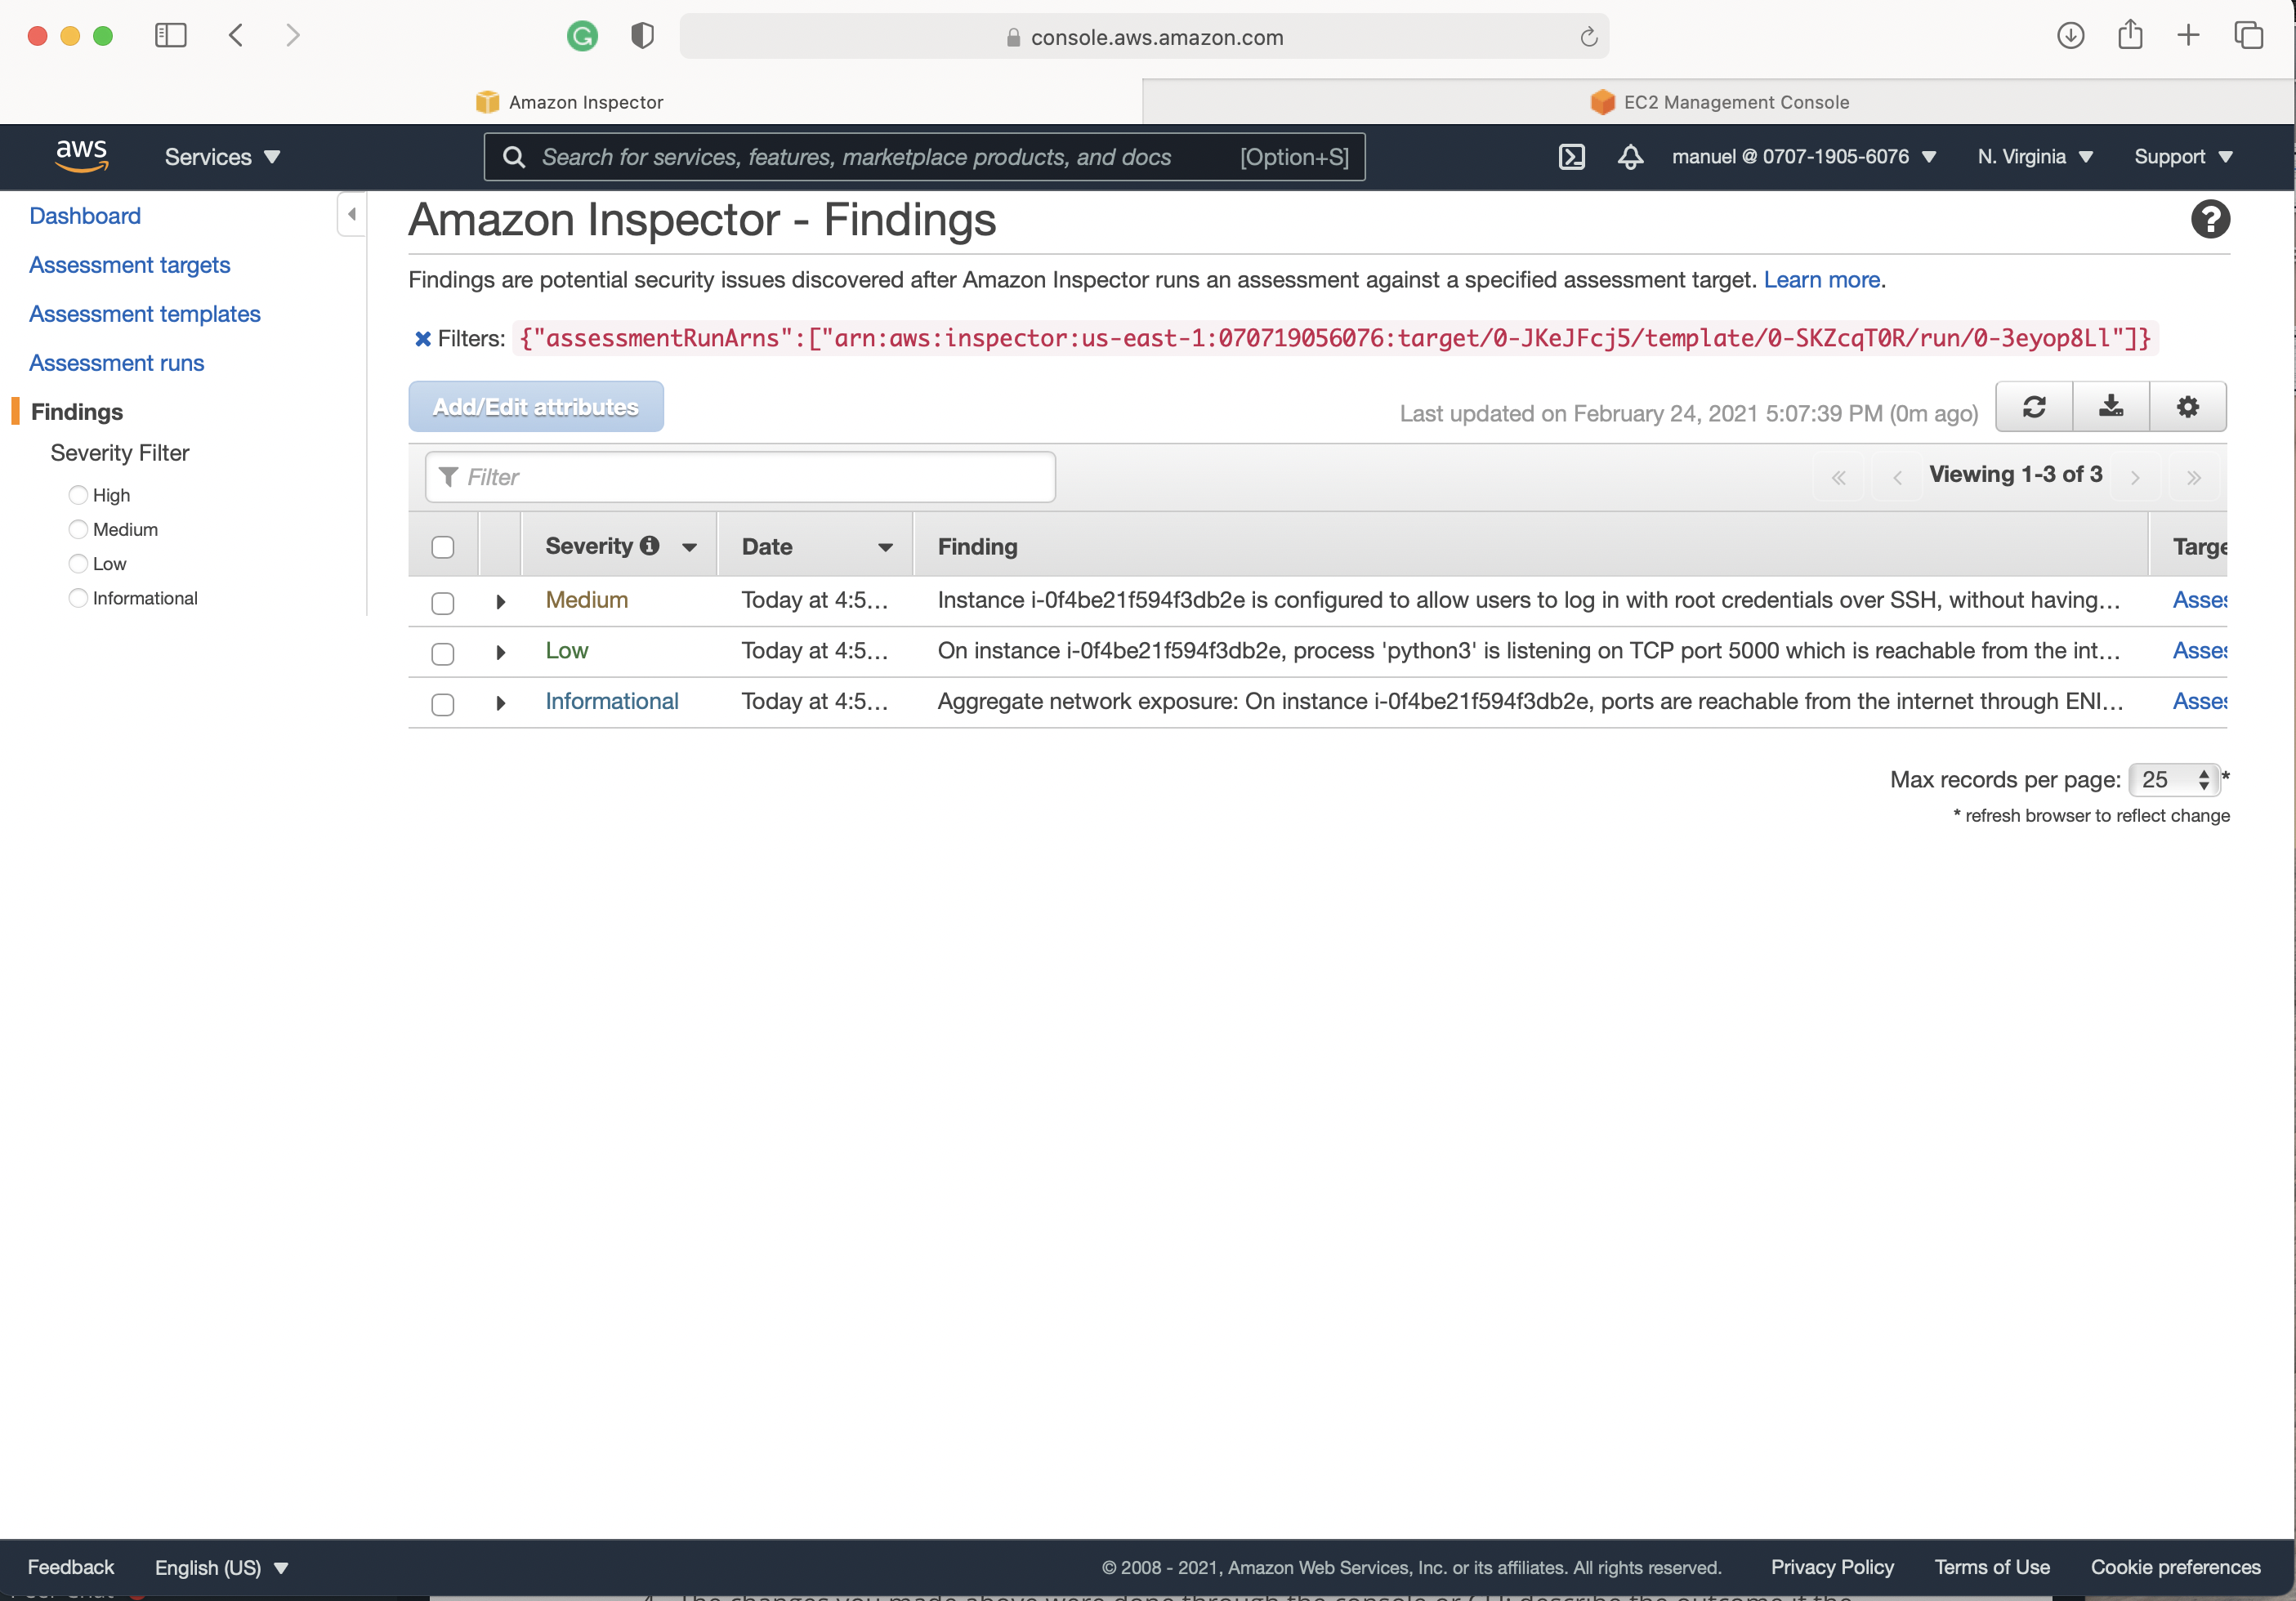 console.aws.amazon.com
Amazon Inspector
EC2 Management Console
aws
Services
Search for services, features, marketplace products, and docs [Option+S]
manuel @ 0707-1905-6076
N. Virginia
Support
Dashboard
Assessment targets
Assessment templates
Assessment runs
Findings
Severity Filter
High
Medium
Low
Informational
Amazon Inspector - Findings
Findings are potential security issues discovered after Amazon Inspector runs an assessment against a specified assessment target. Learn more.
Filters: {"assessmentRunArns":["arn:aws:inspector:us-east-1:070719056076:target/0-JKeJFcj5/template/0-SKZcqT0R/run/0-3eyop8Ll"]}
Add/Edit attributes
Last updated on February 24, 2021 5:07:39 PM (0m ago)
Filter
« ‹ Viewing 1-3 of 3 › »
Severity Date Finding Targe
Medium Today at 4:5... Instance i-0f4be21f594f3db2e is configured to allow users to log in with root credentials over SSH, without having... Asses
Low Today at 4:5... On instance i-0f4be21f594f3db2e, process 'python3' is listening on TCP port 5000 which is reachable from the int... Asses
Informational Today at 4:5... Aggregate network exposure: On instance i-0f4be21f594f3db2e, ports are reachable from the internet through ENI... Asses
Max records per page: 25 *
* refresh browser to reflect change
Feedback
English (US)
© 2008 - 2021, Amazon Web Services, Inc. or its affiliates. All rights reserved.
Privacy Policy
Terms of Use
Cookie preferences